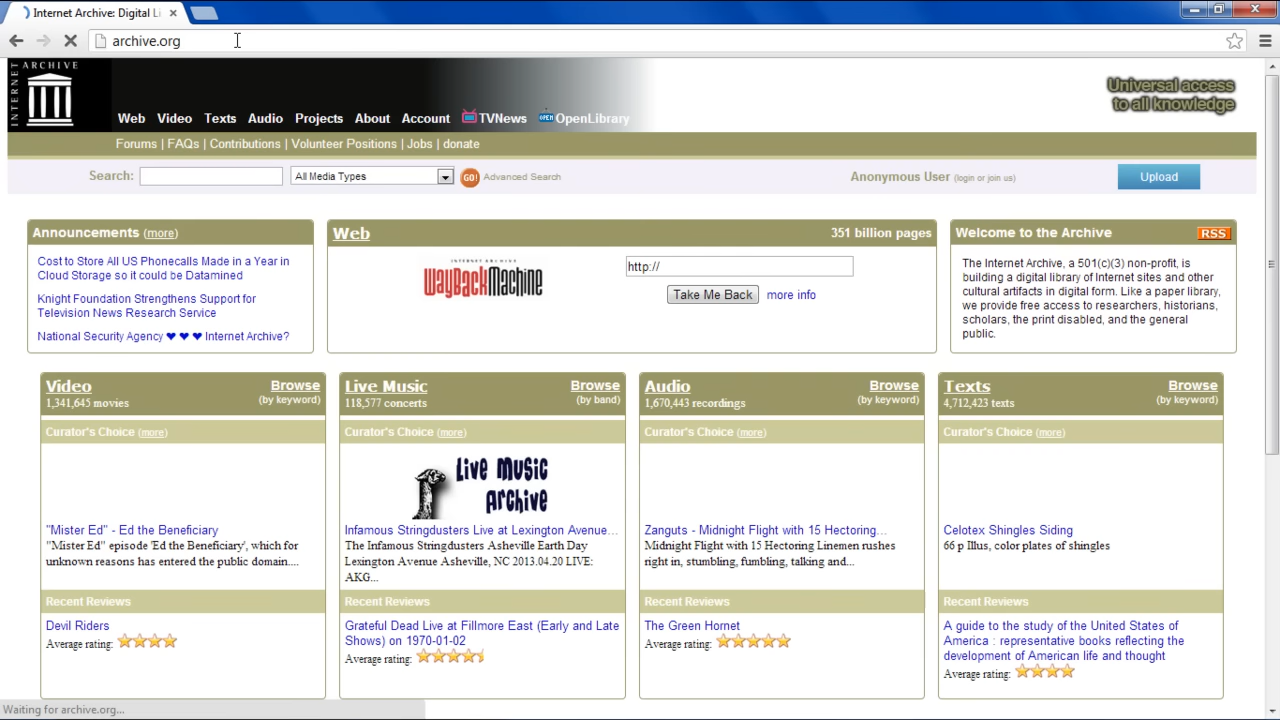 Internet Archive: Digital Li
archive.org
INTERNET ARCHIVE
Universal access
to all knowledge
Web Video Texts Audio Projects About Account TVNews OPEN OpenLibrary
Forums | FAQs | Contributions | Volunteer Positions | Jobs | donate
Search: All Media Types GO! Advanced Search Anonymous User (login or join us) Upload
Announcements (more)
Cost to Store All US Phonecalls Made in a Year in
Cloud Storage so it could be Datamined
Knight Foundation Strengthens Support for
Television News Research Service
National Security Agency ❤ ❤ ❤ Internet Archive?
Web 351 billion pages
INTERNET ARCHIVE
WayBackMachine
http://
Take Me Back more info
Welcome to the Archive RSS
The Internet Archive, a 501(c)(3) non-profit, is
building a digital library of Internet sites and other
cultural artifacts in digital form. Like a paper library,
we provide free access to researchers, historians,
scholars, the print disabled, and the general
public.
Video Browse
1,341,645 movies (by keyword)
Curator's Choice (more)
"Mister Ed" - Ed the Beneficiary
"Mister Ed" episode 'Ed the Beneficiary', which for
unknown reasons has entered the public domain....
Recent Reviews
Devil Riders
Average rating:
Live Music Browse
118,577 concerts (by band)
Curator's Choice (more)
Live Music
Archive
Infamous Stringdusters Live at Lexington Avenue...
The Infamous Stringdusters Asheville Earth Day
Lexington Avenue Asheville, NC 2013.04.20 LIVE:
AKG...
Recent Reviews
Grateful Dead Live at Fillmore East (Early and Late
Shows) on 1970-01-02
Average rating:
Audio Browse
1,670,443 recordings (by keyword)
Curator's Choice (more)
Zanguts - Midnight Flight with 15 Hectoring...
Midnight Flight with 15 Hectoring Linemen rushes
right in, stumbling, fumbling, talking and...
Recent Reviews
The Green Hornet
Average rating:
Texts Browse
4,712,423 texts (by keyword)
Curator's Choice (more)
Celotex Shingles Siding
66 p Illus, color plates of shingles
Recent Reviews
A guide to the study of the United States of
America : representative books reflecting the
development of American life and thought
Average rating:
Waiting for archive.org...